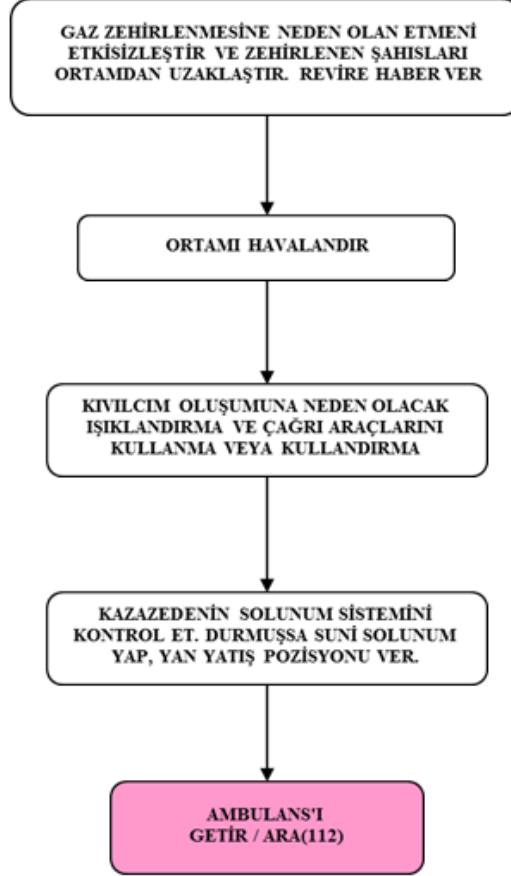 GAZ ZEHİRLENMESİNE NEDEN OLAN ETMENİ
ETKİSİZLEŞTİR VE ZEHİRLENEN ŞAHISLARI
ORTAMDAN UZAKLAŞTIR. REVİRE HABER VER
ORTAMI HAVALANDIR
KIVILCIM OLUŞUMUNA NEDEN OLACAK
IŞIKLANDIRMA VE ÇAĞRI ARAÇLARINI
KULLANMA VEYA KULLANDIRMA
KAZAZEDENİN SOLUNUM SİSTEMİNİ
KONTROL ET. DURMUŞSA SUNİ SOLUNUM
YAP, YAN YATIŞ POZİSYONU VER.
AMBULANS'I
GETİR / ARA(112)